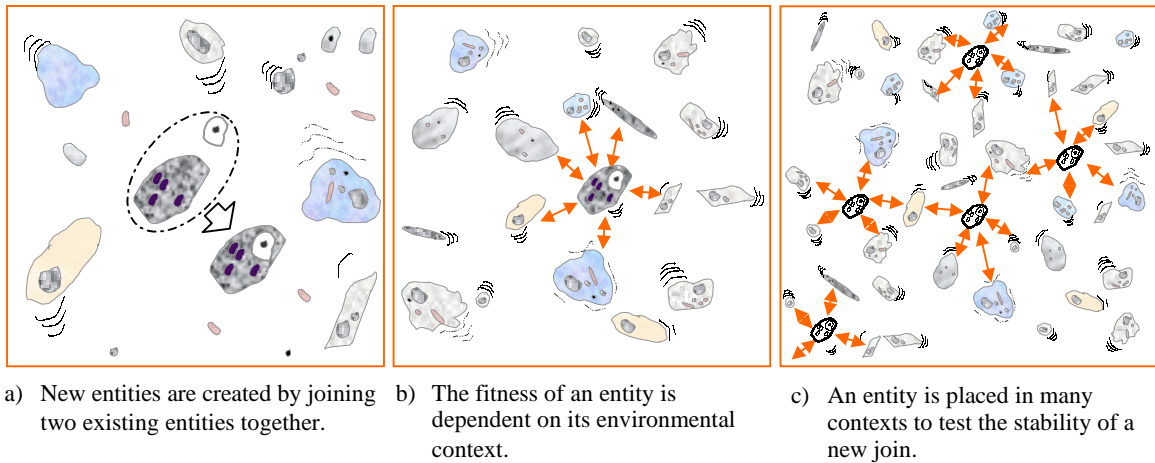 a) New entities are created by joining
two existing entities together.
b) The fitness of an entity is
dependent on its environmental
context.
c) An entity is placed in many
contexts to test the stability of a
new join.